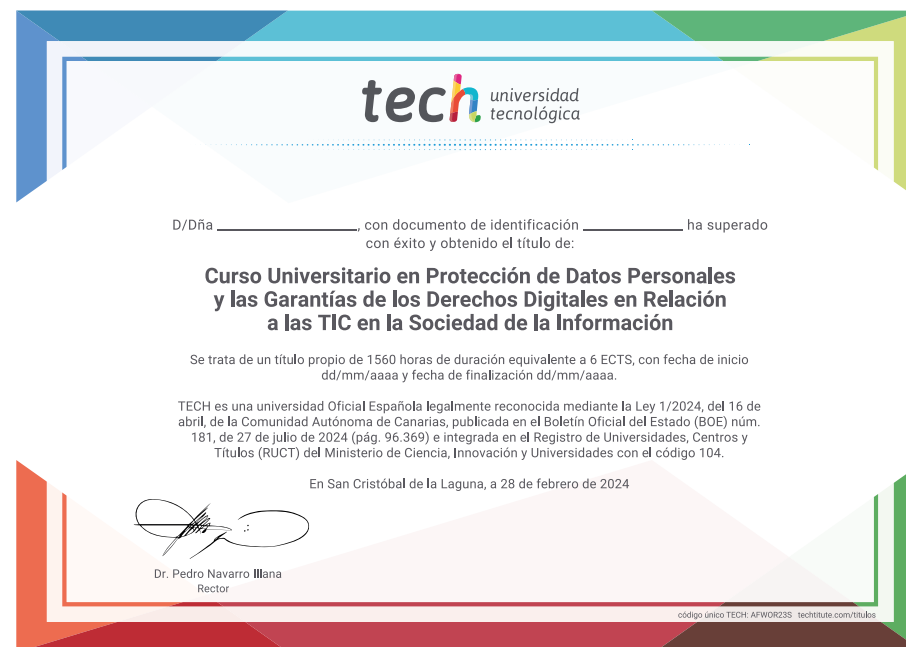 tech universidad
tecnológica
D/Dña ____________, con documento de identificación ____________ ha superado
con éxito y obtenido el título de:
Curso Universitario en Protección de Datos Personales
y las Garantías de los Derechos Digitales en Relación
a las TIC en la Sociedad de la Información
Se trata de un título propio de 1560 horas de duración equivalente a 6 ECTS, con fecha de inicio
dd/mm/aaaa y fecha de finalización dd/mm/aaaa.
TECH es una universidad Oficial Española legalmente reconocida mediante la Ley 1/2024, del 16 de
abril, de la Comunidad Autónoma de Canarias, publicada en el Boletín Oficial del Estado (BOE) núm.
181, de 27 de julio de 2024 (pág. 96.369) e integrada en el Registro de Universidades, Centros y
Títulos (RUCT) del Ministerio de Ciencia, Innovación y Universidades con el código 104.
En San Cristóbal de la Laguna, a 28 de febrero de 2024
Dr. Pedro Navarro Illana
Rector
código único TECH: AFWOR23S techtitute.com/titulos